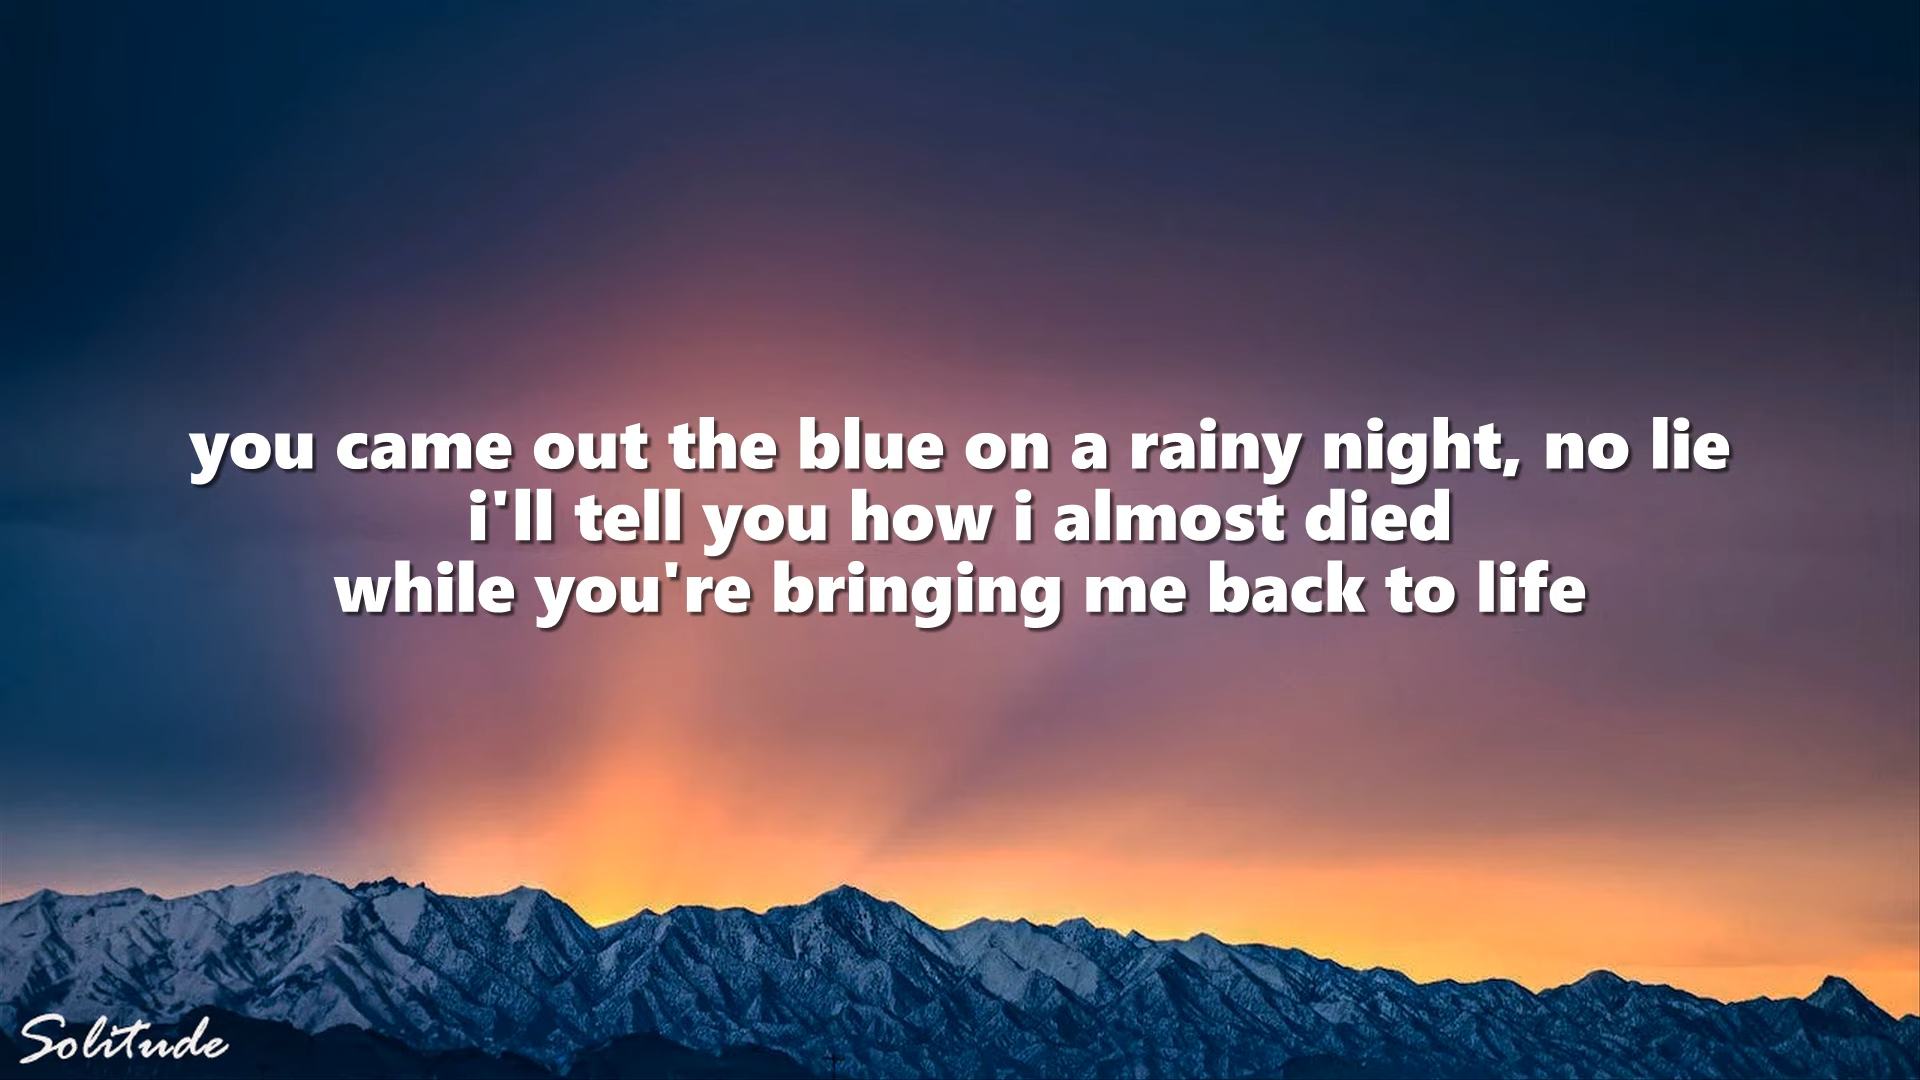 you came out the blue on a rainy night, no lie
i'll tell you how i almost died
while you're bringing me back to life
Solitude